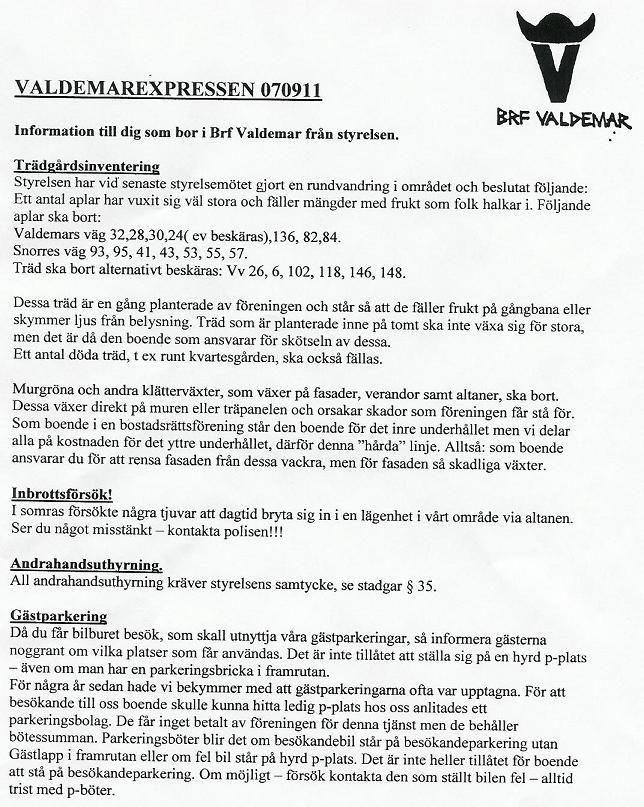 VALDEMAREXPRESSEN 070911
BRF VALDEMAR
Information till dig som bor i Brf Valdemar från styrelsen.
Trädgårdsinventering
Styrelsen har vid senaste styrelsemötet gjort en rundvandring i området och beslutat följande:
Ett antal aplar har vuxit sig väl stora och fäller mängder med frukt som folk halkar i. Följande
aplar ska bort:
Valdemars väg 32,28,30,24( ev beskäras),136, 82,84.
Snorres väg 93, 95, 41, 43, 53, 55, 57.
Träd ska bort alternativt beskäras: Vv 26, 6, 102, 118, 146, 148.
Dessa träd är en gång planterade av föreningen och står så att de fäller frukt på gångbana eller
skymmer ljus från belysning. Träd som är planterade inne på tomt ska inte växa sig för stora,
men det är då den boende som ansvarar för skötseln av dessa.
Ett antal döda träd, t ex runt kvartesgården, ska också fällas.
Murgröna och andra klätterväxter, som växer på fasader, verandor samt altaner, ska bort.
Dessa växer direkt på muren eller träpanelen och orsakar skador som föreningen får stå för.
Som boende i en bostadsrättsförening står den boende för det inre underhållet men vi delar
alla på kostnaden för det yttre underhållet, därför denna ”hårda” linje. Alltså: som boende
ansvarar du för att rensa fasaden från dessa vackra, men för fasaden så skadliga växter.
Inbrottsförsök!
I somras försökte några tjuvar att dagtid bryta sig in i en lägenhet i vårt område via altanen.
Ser du något misstänkt – kontakta polisen!!!
Andrahandsuthyrning.
All andrahandsuthyrning kräver styrelsens samtycke, se stadgar § 35.
Gästparkering
Då du får bilburet besök, som skall utnyttja våra gästparkeringar, så informera gästerna
noggrant om vilka platser som får användas. Det är inte tillåtet att ställa sig på en hyrd p-plats
– även om man har en parkeringsbricka i framrutan.
För några år sedan hade vi bekymmer med att gästparkeringarna ofta var upptagna. För att
besökande till oss boende skulle kunna hitta ledig p-plats hos oss anlitades ett
parkeringsbolag. De får inget betalt av föreningen för denna tjänst men de behåller
bötessumman. Parkeringsböter blir det om besökandebil står på besökandeparkering utan
Gästlapp i framrutan eller om fel bil står på hyrd p-plats. Det är inte heller tillåtet för boende
att stå på besökandeparkering. Om möjligt – försök kontakta den som ställt bilen fel – alltid
trist med p-böter.